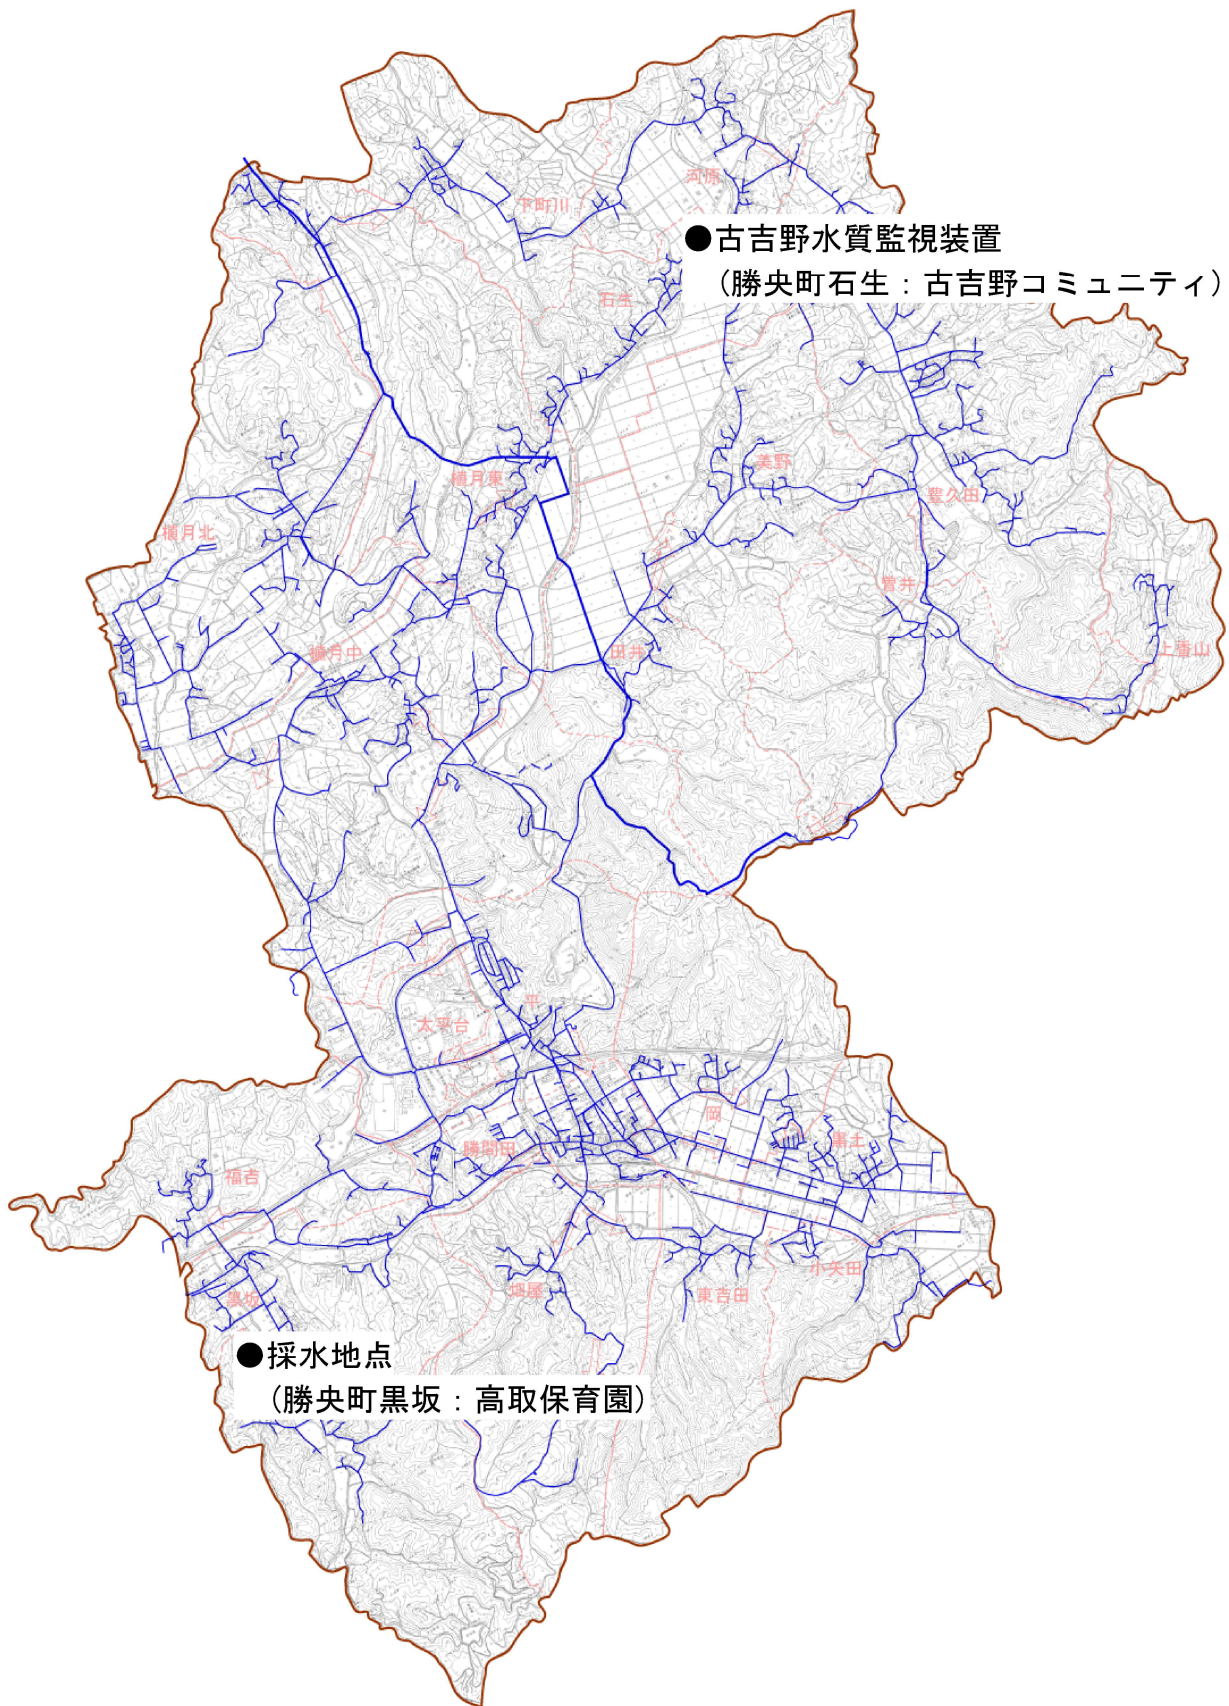 河原
下町川
●古吉野水質監視装置
（勝央町石生：古吉野コミュニティ）
石生
美野
植月東
豊久田
植月北
曽井
植月中
田井
上香山
平
太平台
岡
黒土
勝間田
福吉
小矢田
畑屋
東吉田
黒坂
●採水地点
（勝央町黒坂：高取保育園）